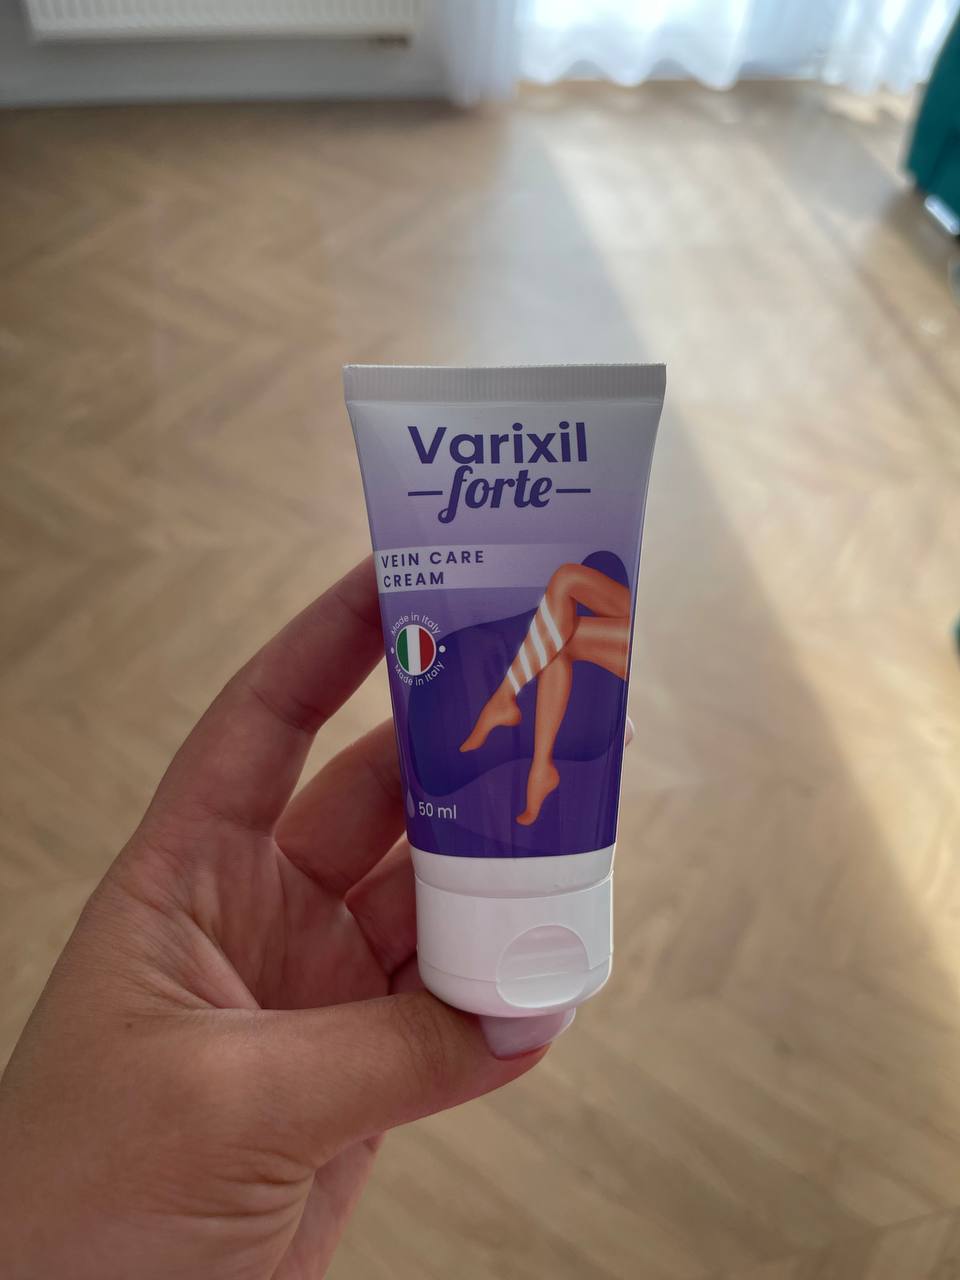 Varixil
forte
VEIN CARE
CREAM
Made in Italy
Made in Italy
50 ml